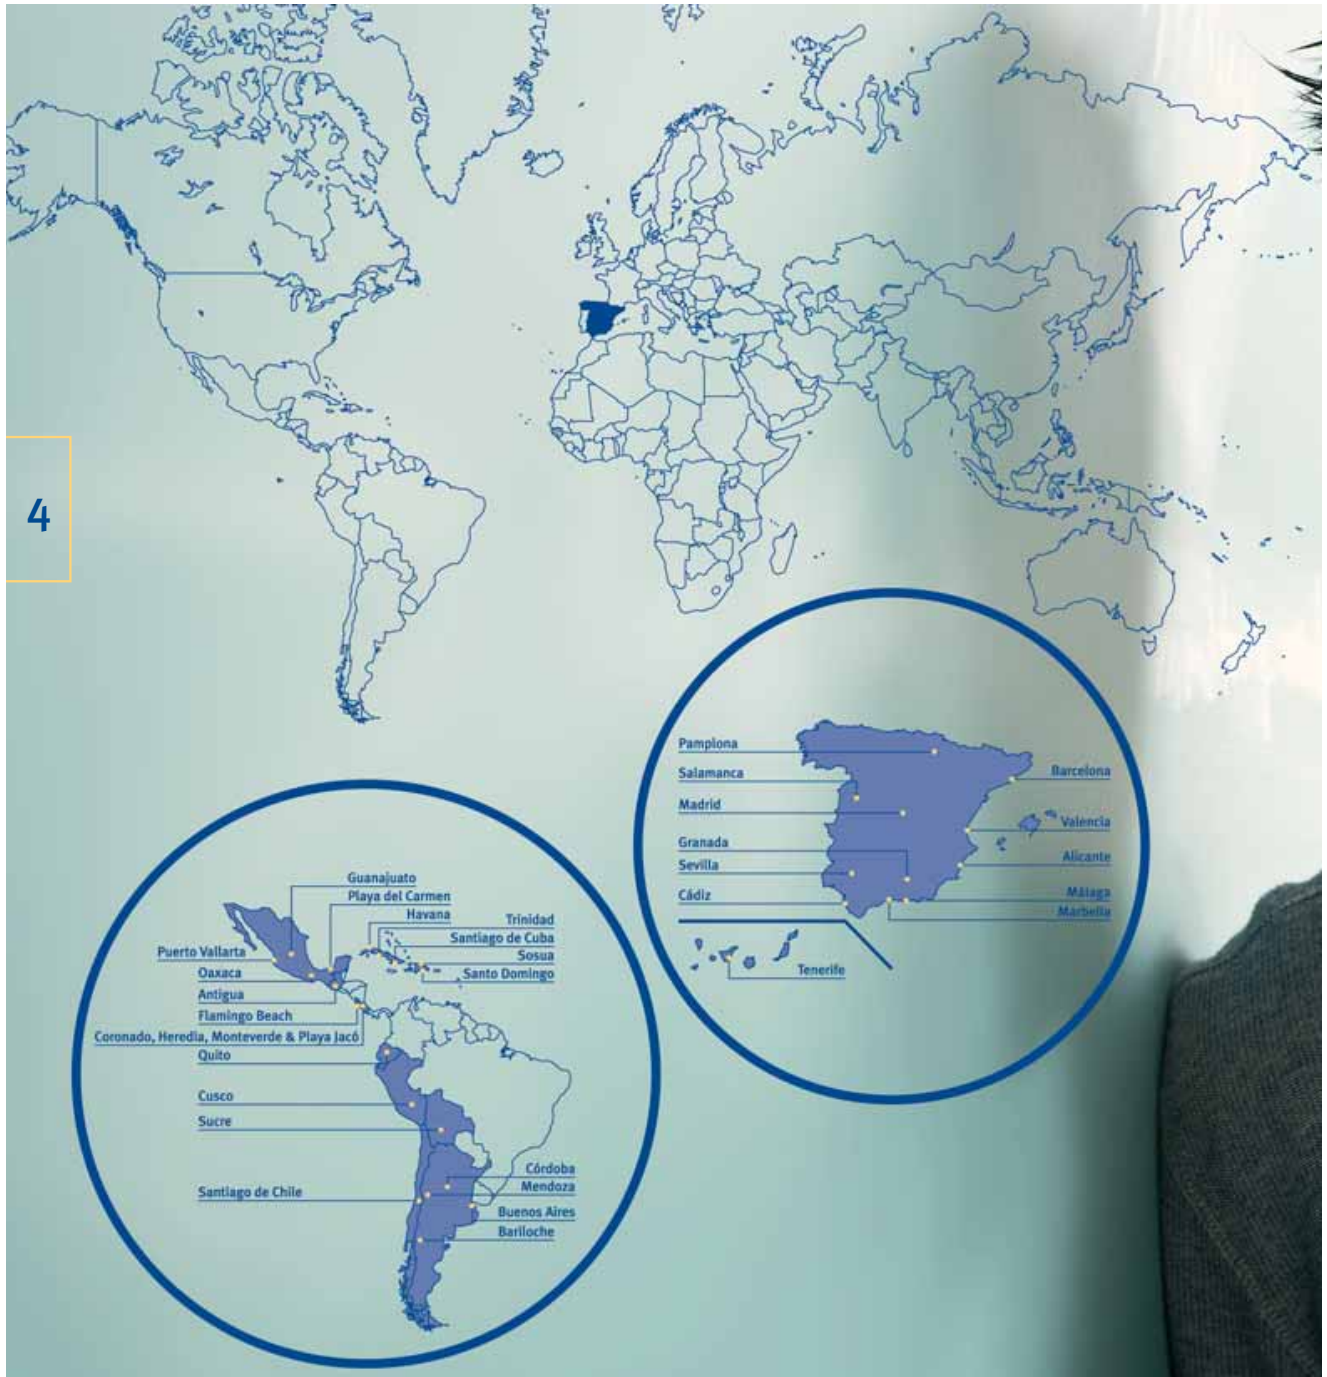 4
Pamplona
Salamanca
Madrid
Granada
Sevilla
Cádiz
Barcelona
Valencia
Alicante
Málaga
Marbella
Tenerife
Guanajuato
Playa del Carmen
Havana
Trinidad
Santiago de Cuba
Sosua
Santo Domingo
Puerto Vallarta
Oaxaca
Antigua
Flamingo Beach
Coronado, Heredia, Monteverde & Playa Jacó
Quito
Cusco
Sucre
Santiago de Chile
Córdoba
Mendoza
Buenos Aires
Bariloche